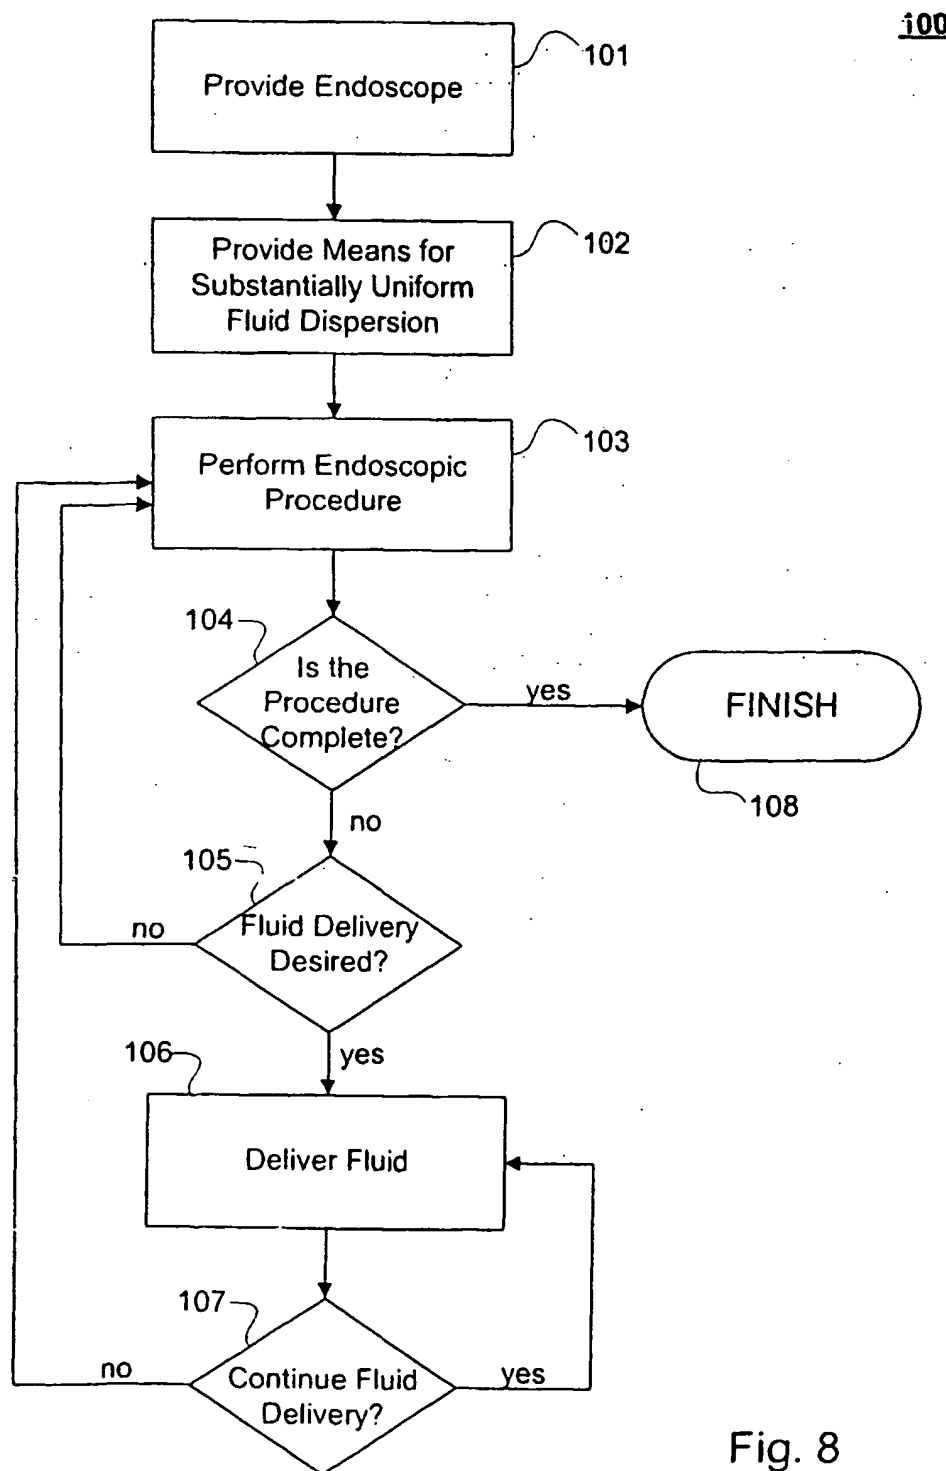 100
Provide Endoscope
101
Provide Means for
Substantially Uniform
Fluid Dispersion
102
Perform Endoscopic
Procedure
103
104
Is the
Procedure
Complete?
yes
FINISH
108
no
105
Fluid Delivery
Desired?
no
yes
106
Deliver Fluid
107
Continue Fluid
Delivery?
no
yes
Fig. 8